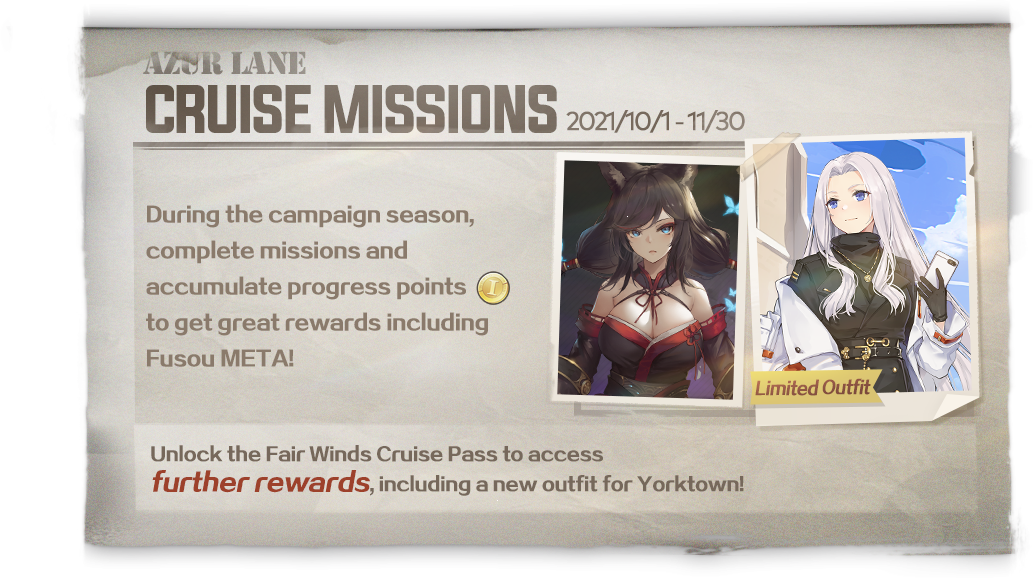 AZUR LANE
CRUISE MISSIONS 2021/10/1 - 11/30
During the campaign season,
complete missions and
accumulate progress points
to get great rewards including
Fusou META!
Limited Outfit
Unlock the Fair Winds Cruise Pass to access
further rewards, including a new outfit for Yorktown!